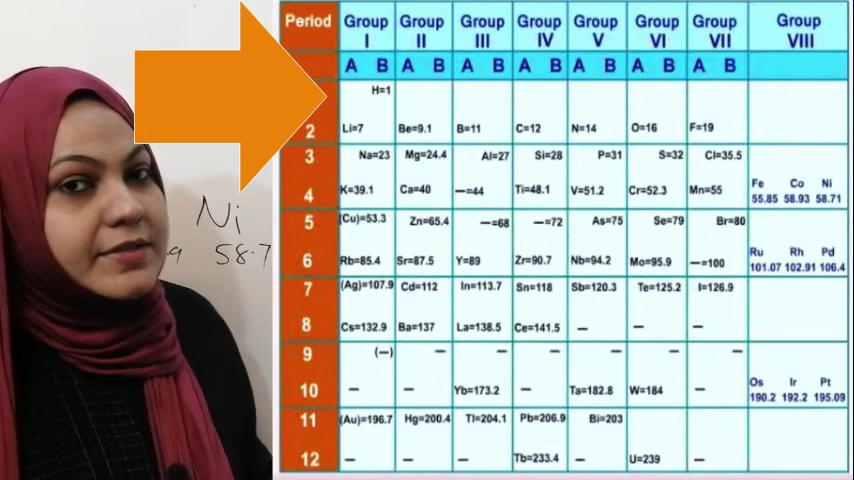 Ni
58.7
Period Group I Group II Group III Group IV Group V Group VI Group VII Group VIII
A B A B A B A B A B A B A B
H=1
2 Li=7 Be=9.1 B=11 C=12 N=14 O=16 F=19
3 Na=23 Mg=24.4 Al=27 Si=28 P=31 S=32 Cl=35.5
4 K=39.1 Ca=40 —=44 Ti=48.1 V=51.2 Cr=52.3 Mn=55 Fe Co Ni
55.85 58.93 58.71
5 (Cu)=53.3 Zn=65.4 —=68 —=72 As=75 Se=79 Br=80
6 Rb=85.4 Sr=87.5 Y=89 Zr=90.7 Nb=94.2 Mo=95.9 —=100 Ru Rh Pd
101.07 102.91 106.4
7 (Ag)=107.9 Cd=112 In=113.7 Sn=118 Sb=120.3 Te=125.2 I=126.9
8 Cs=132.9 Ba=137 La=138.5 Ce=141.5 — — —
9 (—) — — — — — —
10 — — Yb=173.2 — Ta=182.8 W=184 — Os Ir Pt
190.2 192.2 195.09
11 (Au)=196.7 Hg=200.4 Tl=204.1 Pb=206.9 Bi=203
12 — — — Tb=233.4 — U=239 —